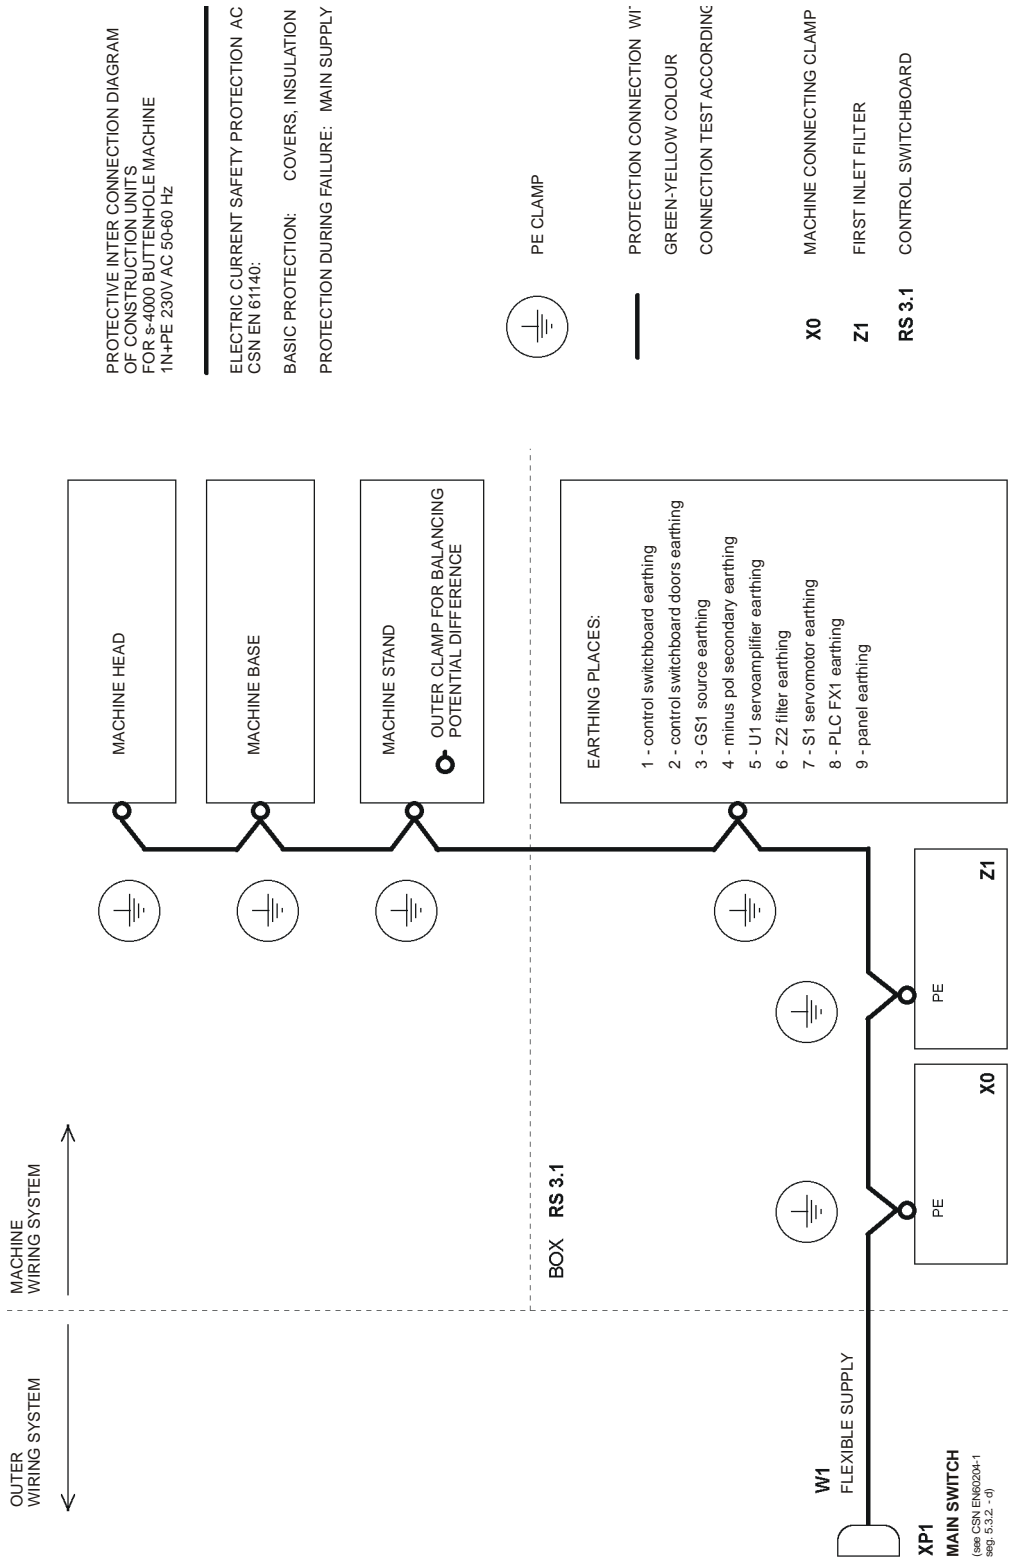 OUTER
WIRING SYSTEM
MACHINE
WIRING SYSTEM
MACHINE HEAD
MACHINE BASE
MACHINE STAND
OUTER CLAMP FOR BALANCING
POTENTIAL DIFFERENCE
PROTECTIVE INTER CONNECTION DIAGRAM
OF CONSTRUCTION UNITS
FOR s-4000 BUTTENHOLE MACHINE
1N+PE 230V AC 50-60 Hz
ELECTRIC CURRENT SAFETY PROTECTION AC
CSN EN 61140:
BASIC PROTECTION: COVERS, INSULATION
PROTECTION DURING FAILURE: MAIN SUPPLY
PE CLAMP
PROTECTION CONNECTION
GREEN-YELLOW COLOUR
CONNECTION TEST ACCORDING
X0 MACHINE CONNECTING CLAMP
Z1 FIRST INLET FILTER
RS 3.1 CONTROL SWITCHBOARD
BOX RS 3.1
EARTHING PLACES:
1 - control switchboard earthing
2 - control switchboard doors earthing
3 - GS1 source earthing
4 - minus pol secondary earthing
5 - U1 servoamplifier earthing
6 - Z2 filter earthing
7 - S1 servomotor earthing
8 - PLC FX1 earthing
9 - panel earthing
W1
FLEXIBLE SUPPLY
PE
X0
PE
Z1
XP1
MAIN SWITCH
(see CSN EN60204-1
seg. 5.3.2. - d)